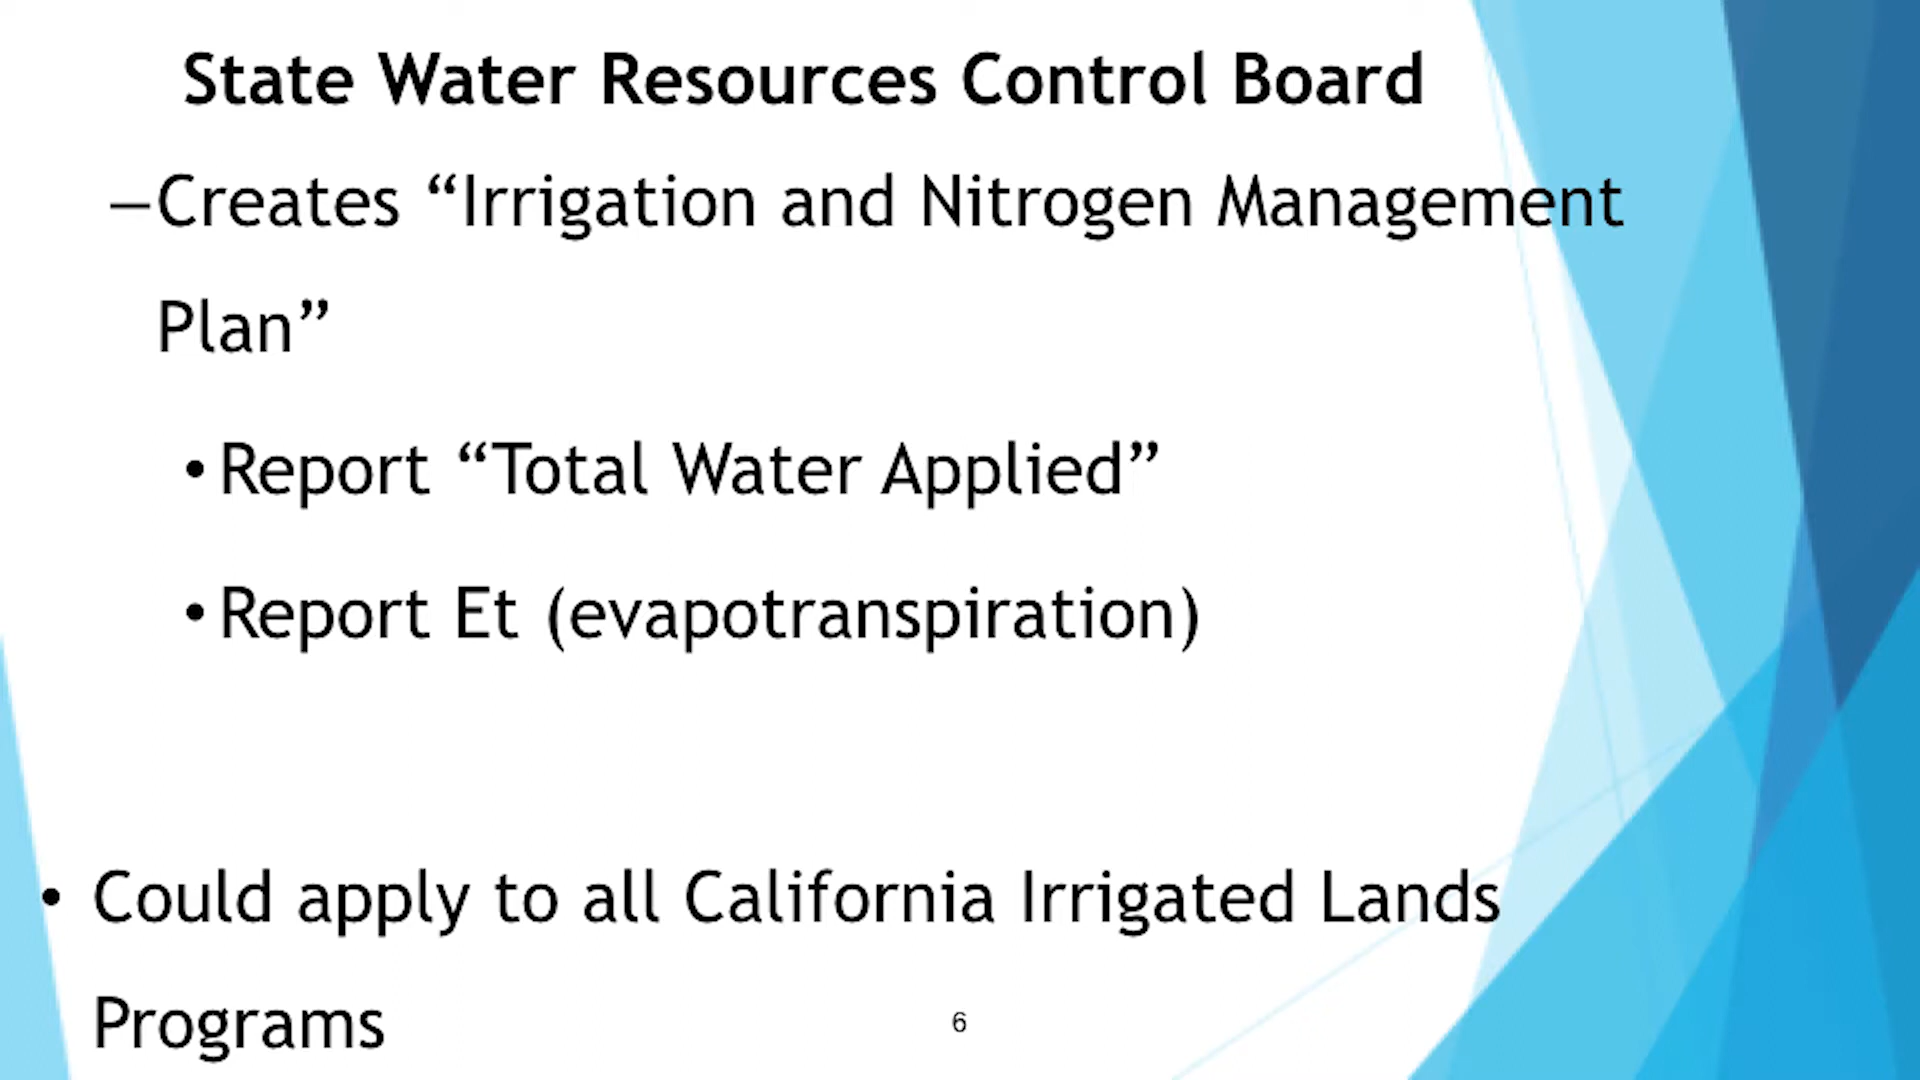 State Water Resources Control Board
–Creates “Irrigation and Nitrogen Management
Plan”
• Report “Total Water Applied”
• Report Et (evapotranspiration)
• Could apply to all California Irrigated Lands
Programs
6